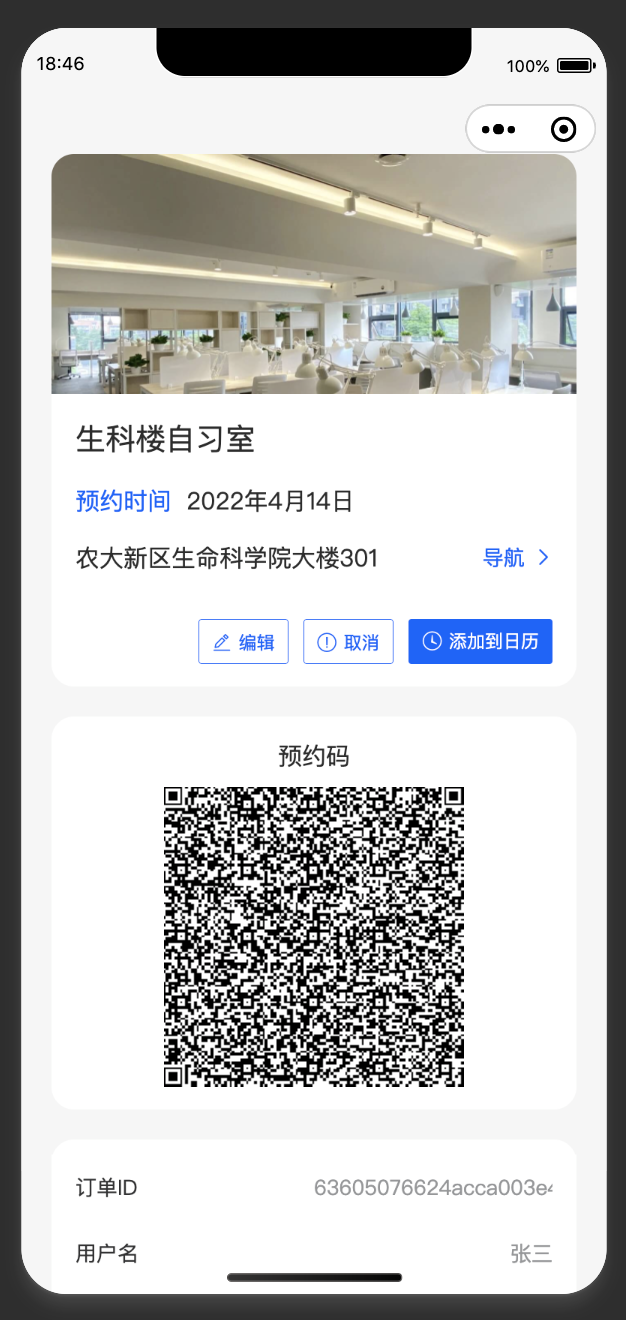 18:46
100%
生科楼自习室
预约时间 2022年4月14日
农大新区生命科学院大楼301
导航
编辑 取消 添加到日历
预约码
订单ID 63605076624acca003e
用户名 张三